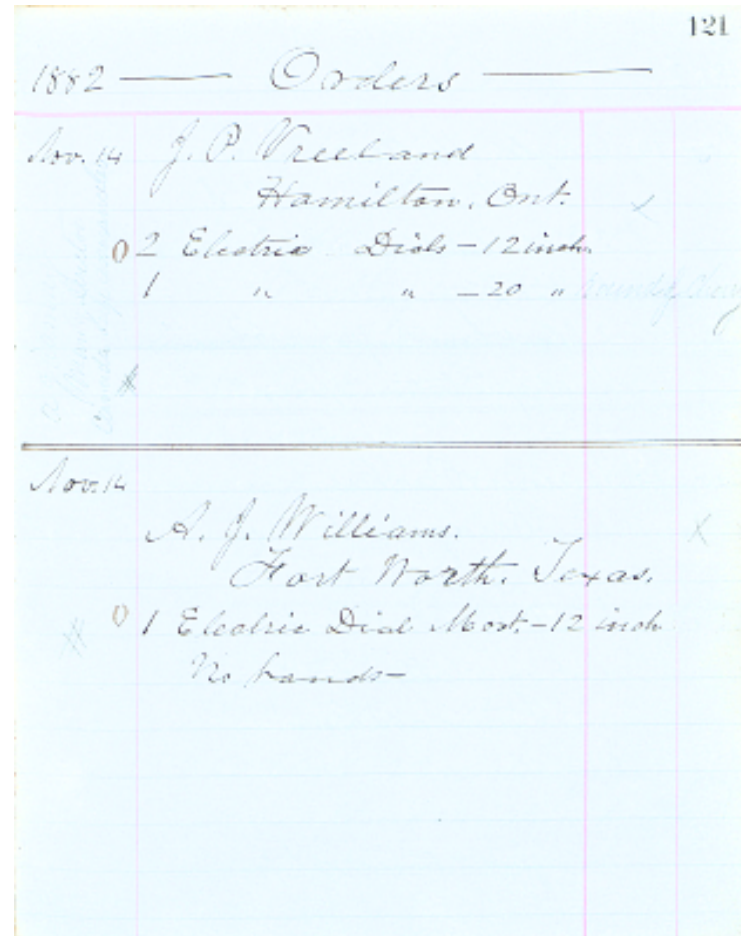 121
1882 — Orders —
Nov. 14 J. P. Vreeland
Hamilton, Ont. x
0 2 Electric Dials – 12 inch.
1 " " – 20 "
#
Nov. 14
A. J. Williams. x
Fort Worth. Texas.
# 0 1 Electric Dial Movt. – 12 inch
No hands –